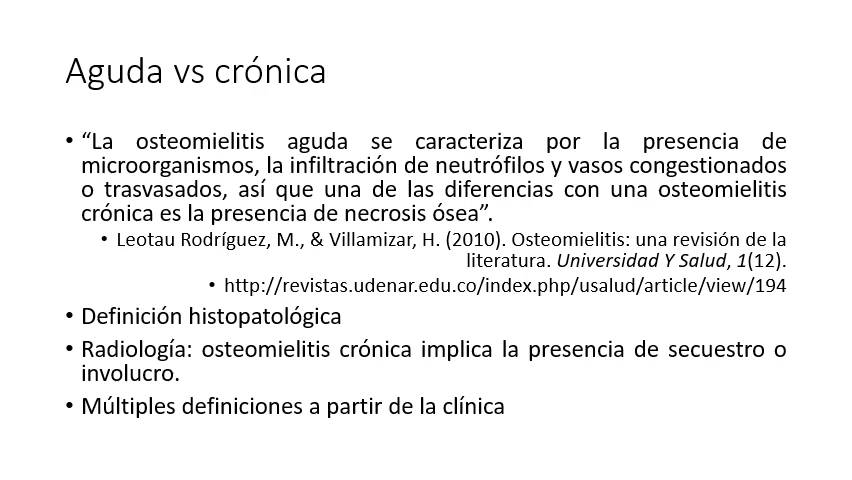 Aguda vs crónica
• “La osteomielitis aguda se caracteriza por la presencia de
microorganismos, la infiltración de neutrófilos y vasos congestionados
o trasvasados, así que una de las diferencias con una osteomielitis
crónica es la presencia de necrosis ósea”.
• Leotau Rodríguez, M., & Villamizar, H. (2010). Osteomielitis: una revisión de la
literatura. Universidad Y Salud, 1(12).
• http://revistas.udenar.edu.co/index.php/usalud/article/view/194
• Definición histopatológica
• Radiología: osteomielitis crónica implica la presencia de secuestro o
involucro.
• Múltiples definiciones a partir de la clínica